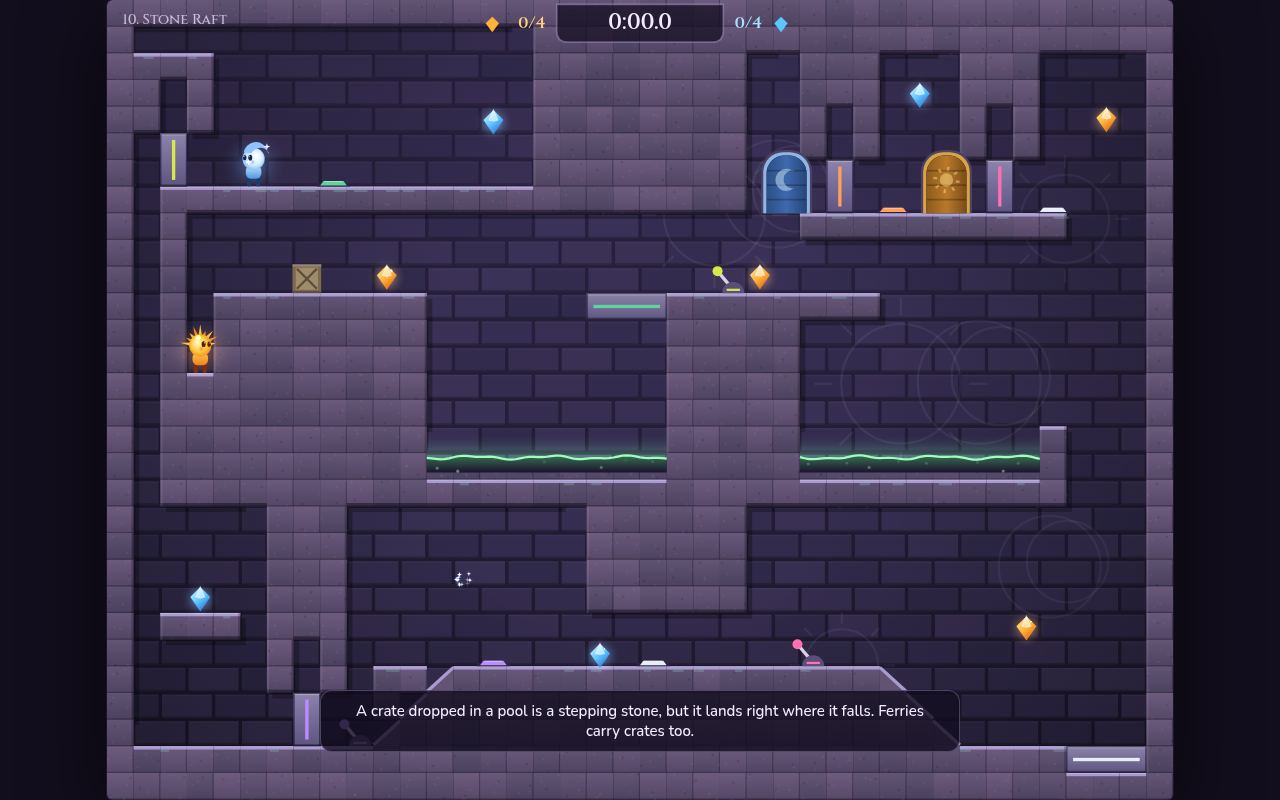 10. Stone Raft
0/4
0:00.0
0/4
A crate dropped in a pool is a stepping stone, but it lands right where it falls. Ferries
carry crates too.